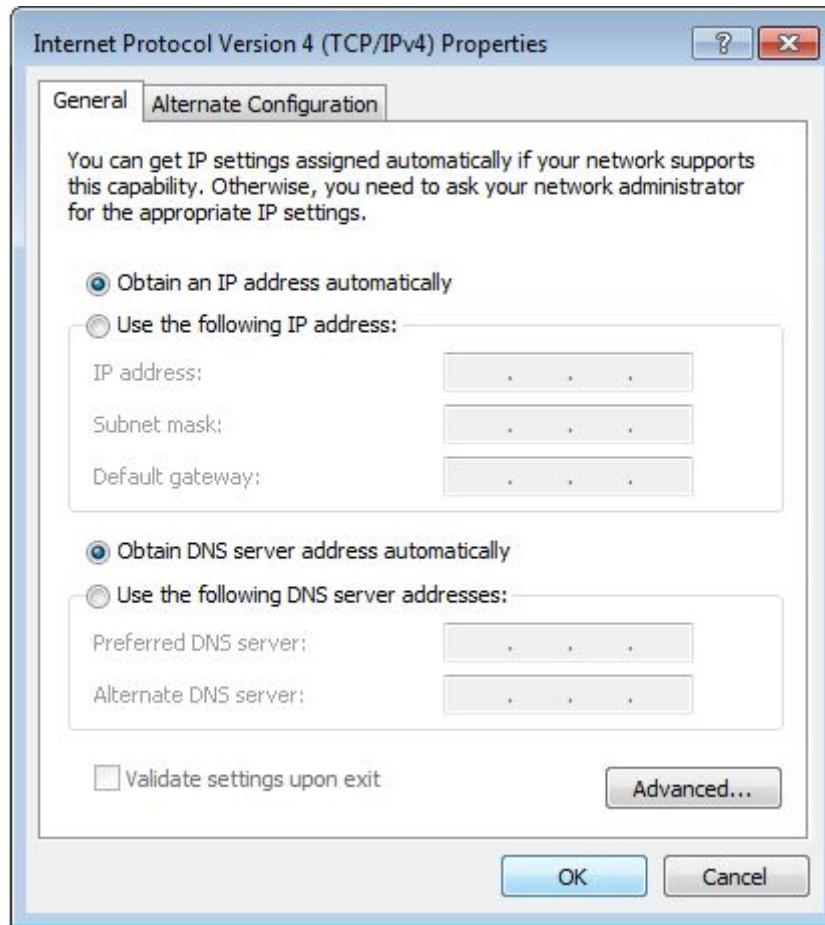 Internet Protocol Version 4 (TCP/IPv4) Properties
General
Alternate Configuration
You can get IP settings assigned automatically if your network supports
this capability. Otherwise, you need to ask your network administrator
for the appropriate IP settings.
Obtain an IP address automatically
Use the following IP address:
IP address:
Subnet mask:
Default gateway:
Obtain DNS server address automatically
Use the following DNS server addresses:
Preferred DNS server:
Alternate DNS server:
Validate settings upon exit
Advanced...
OK
Cancel